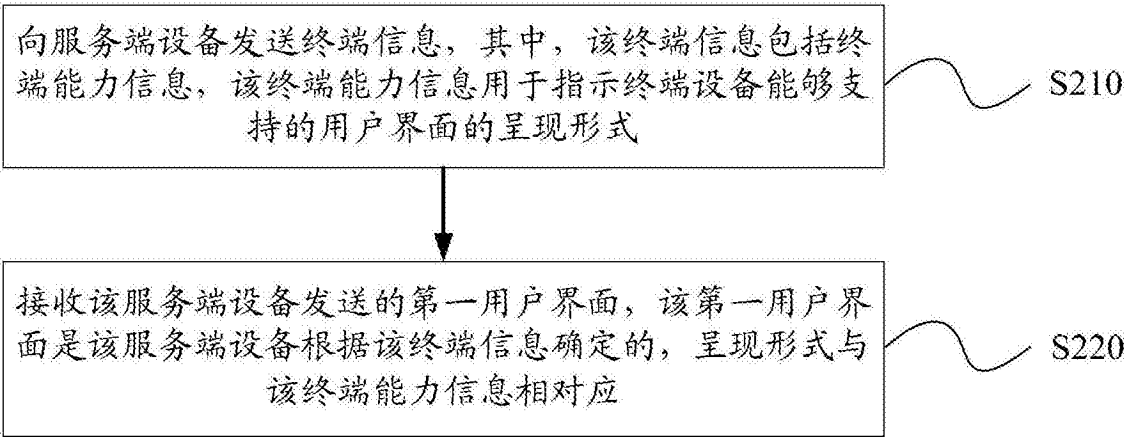 向服务端设备发送终端信息，其中，该终端信息包括终
端能力信息，该终端能力信息用于指示终端设备能够支
持的用户界面的呈现形式
S210
接收该服务端设备发送的第一用户界面，该第一用户界
面是该服务端设备根据该终端信息确定的，呈现形式与
该终端能力信息相对应
S220